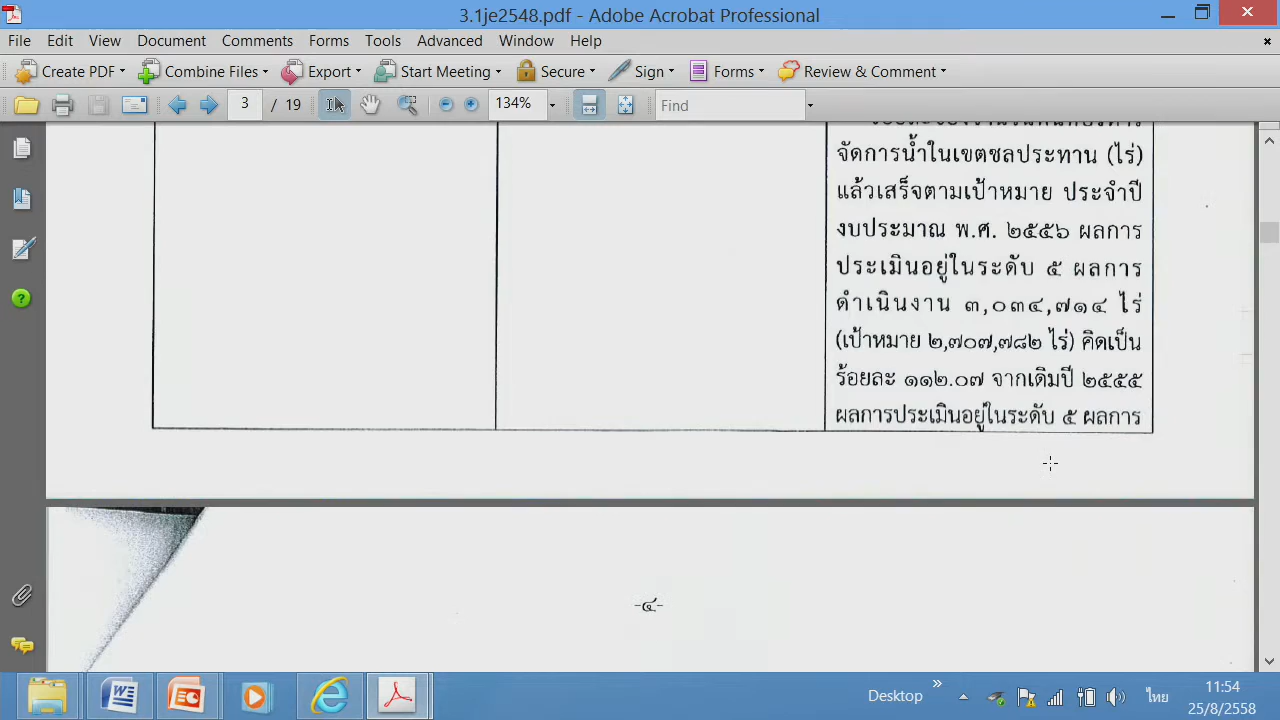 3.1je2548.pdf - Adobe Acrobat Professional
File Edit View Document Comments Forms Tools Advanced Window Help
Create PDF Combine Files Export Start Meeting Secure Sign Forms Review & Comment
3 / 19 134% Find
จัดการน้ำในเขตชลประทาน (ไร่)
แล้วเสร็จตามเป้าหมาย ประจำปี
งบประมาณ พ.ศ. ๒๕๕๖ ผลการ
ประเมินอยู่ในระดับ ๕ ผลการ
ดำเนินงาน ๓,๐๓๔,๗๑๔ ไร่
(เป้าหมาย ๒,๗๐๗,๗๘๒ ไร่) คิดเป็น
ร้อยละ ๑๑๒.๐๗ จากเดิมปี ๒๕๕๕
ผลการประเมินอยู่ในระดับ ๕ ผลการ
-๔-
Desktop ไทย 11:54
25/8/2558